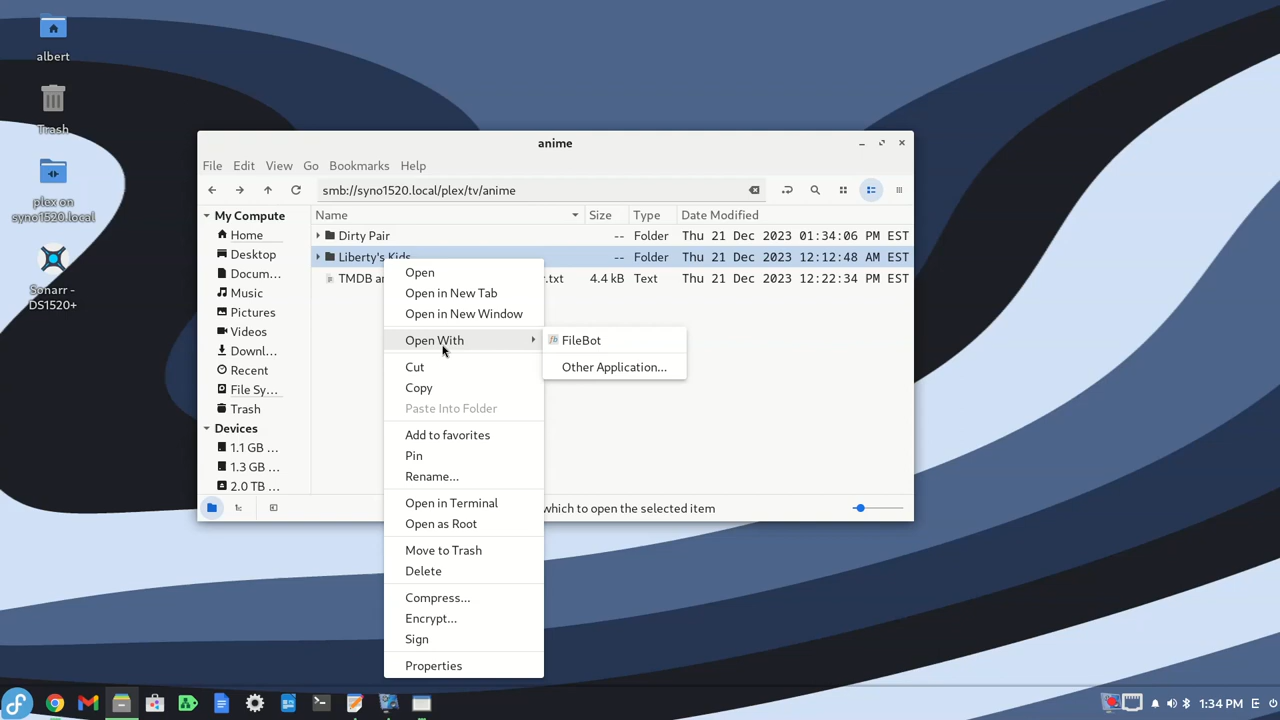 albert
Trash
plex on
syno1520.local
Sonarr -
DS1520+
anime
File Edit View Go Bookmarks Help
smb://syno1520.local/plex/tv/anime
My Compute
Home
Desktop
Docum...
Music
Pictures
Videos
Downl...
Recent
File Sy...
Trash
Devices
1.1 GB ...
1.3 GB ...
2.0 TB ...
Name Size Type Date Modified
Dirty Pair -- Folder Thu 21 Dec 2023 01:34:06 PM EST
Liberty's Kids -- Folder Thu 21 Dec 2023 12:12:48 AM EST
TMDB .txt 4.4 kB Text Thu 21 Dec 2023 12:22:34 PM EST
Open
Open in New Tab
Open in New Window
Open With
Cut
Copy
Paste Into Folder
Add to favorites
Pin
Rename...
Open in Terminal
Open as Root
Move to Trash
Delete
Compress...
Encrypt...
Sign
Properties
FileBot
Other Application...
which to open the selected item
1:34 PM